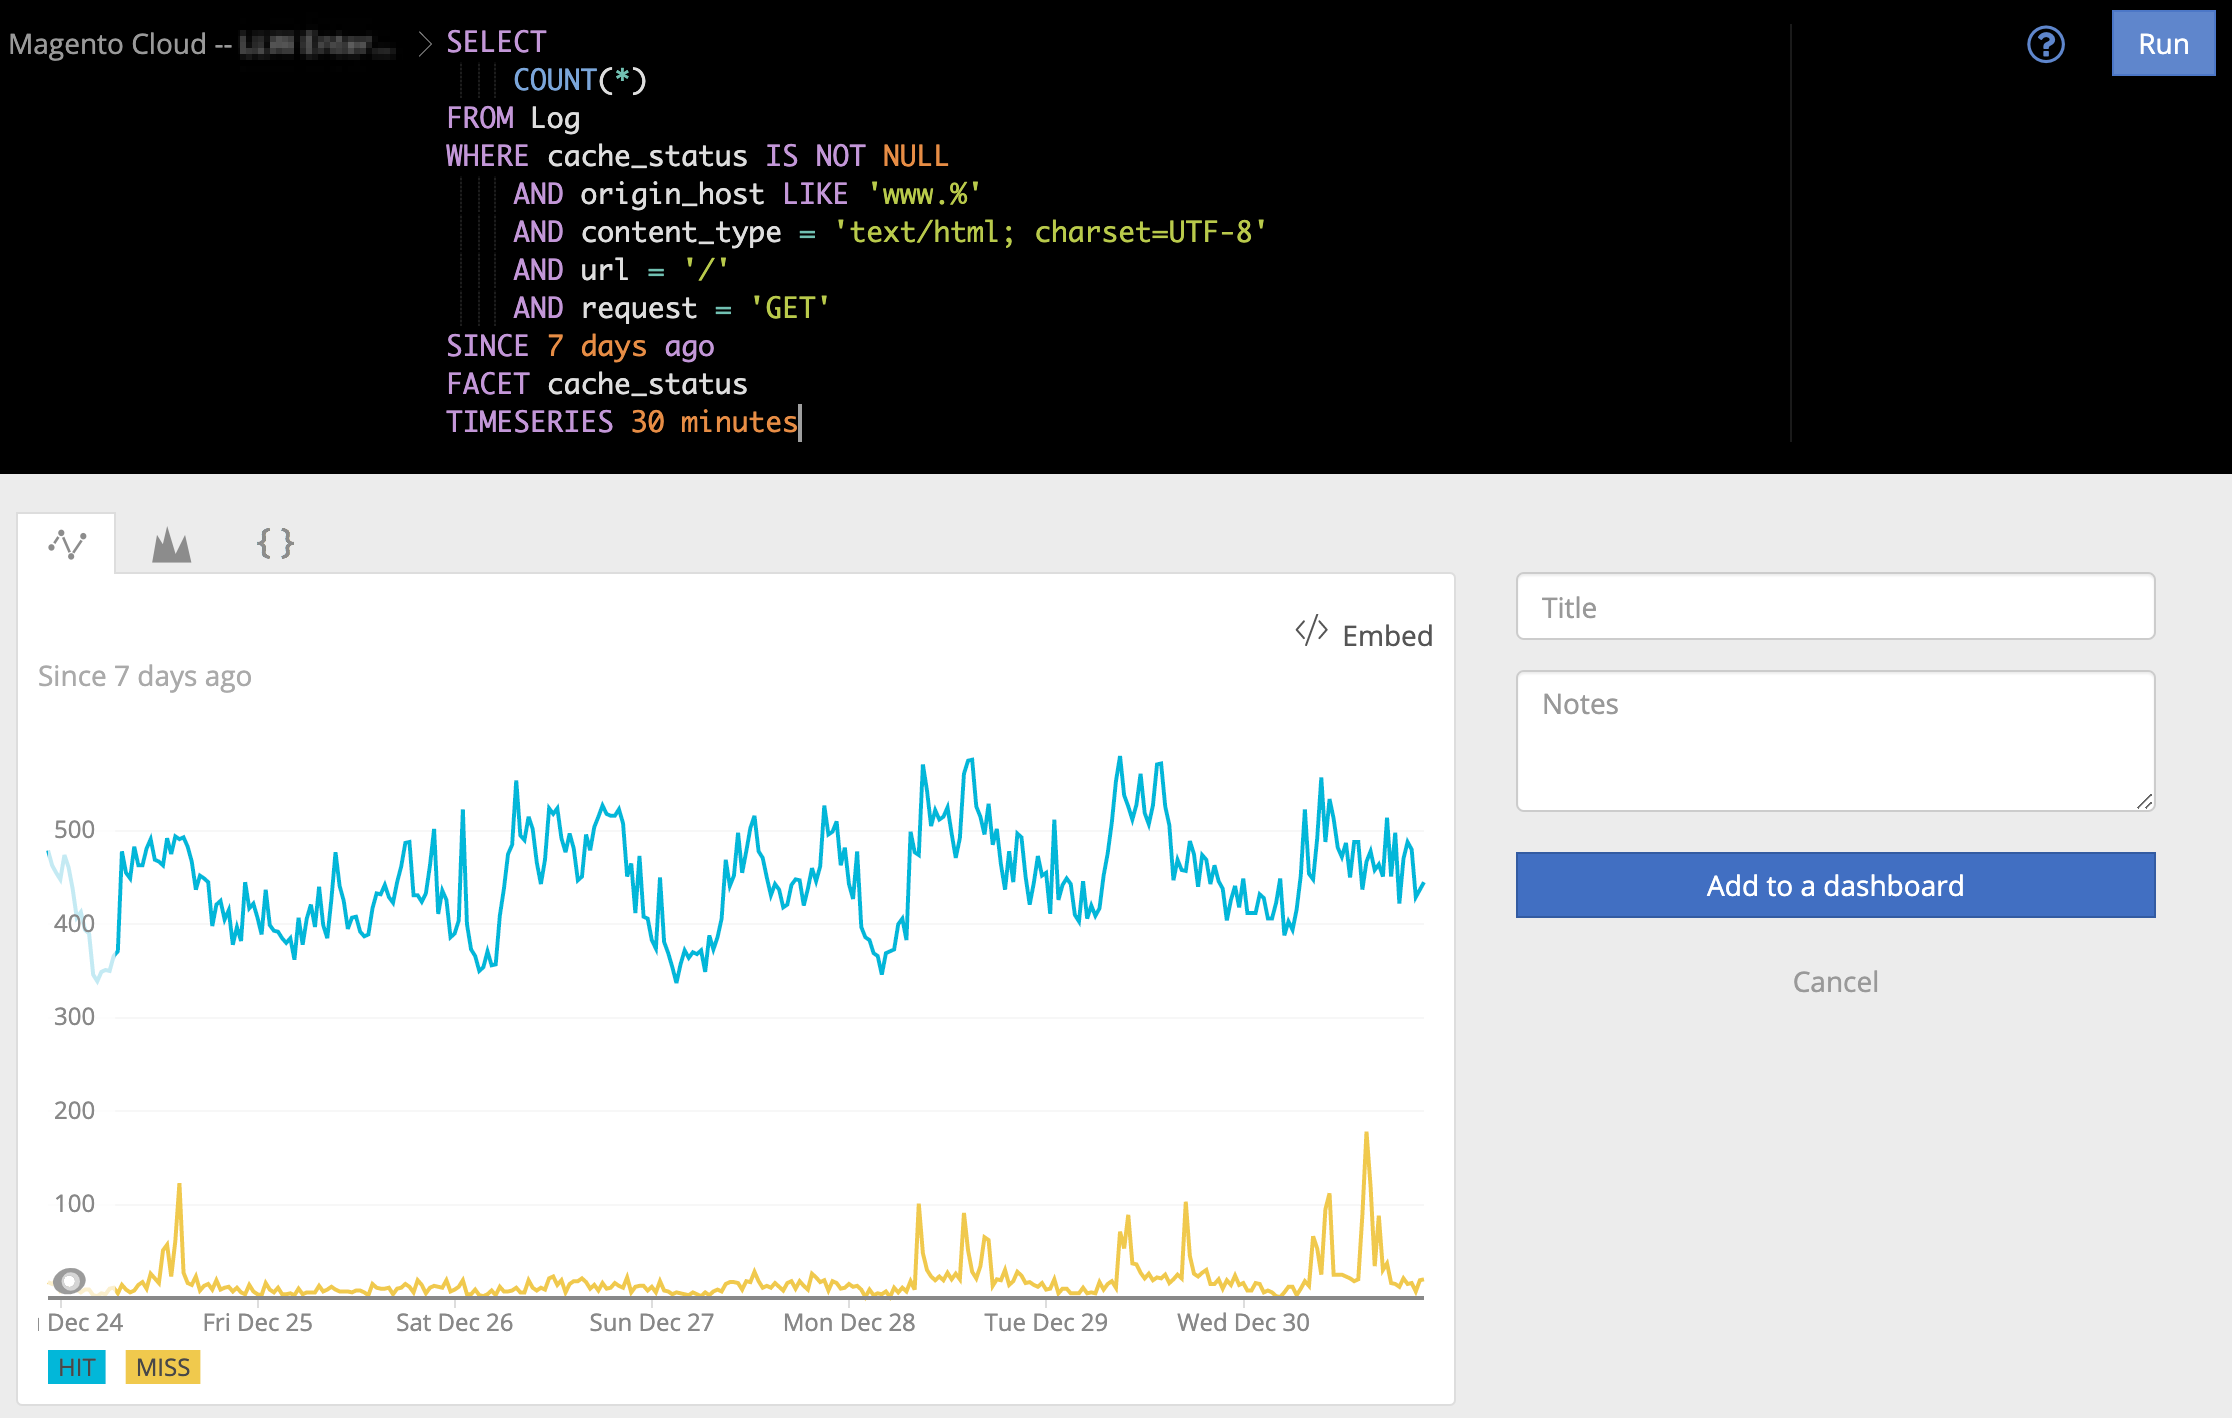 Magento Cloud --
SELECT
COUNT(*)
FROM Log
WHERE cache_status IS NOT NULL
AND origin_host LIKE 'www.%'
AND content_type = 'text/html; charset=UTF-8'
AND url = '/'
AND request = 'GET'
SINCE 7 days ago
FACET cache_status
TIMESERIES 30 minutes
?
Run
{ }
</> Embed
Since 7 days ago
500
400
300
200
100
Dec 24
Fri Dec 25
Sat Dec 26
Sun Dec 27
Mon Dec 28
Tue Dec 29
Wed Dec 30
HIT
MISS
Title
Notes
Add to a dashboard
Cancel